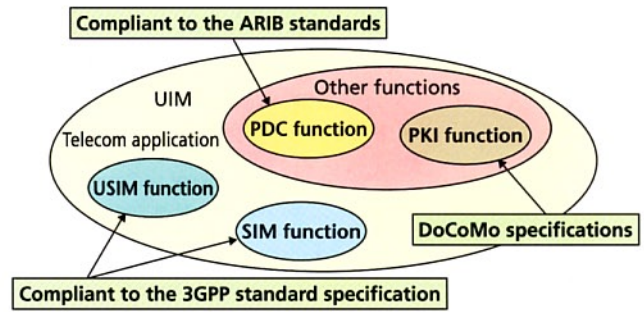 Compliant to the ARIB standards
Other functions
UIM
PDC function
PKI function
Telecom application
USIM function
SIM function
DoCoMo specifications
Compliant to the 3GPP standard specification